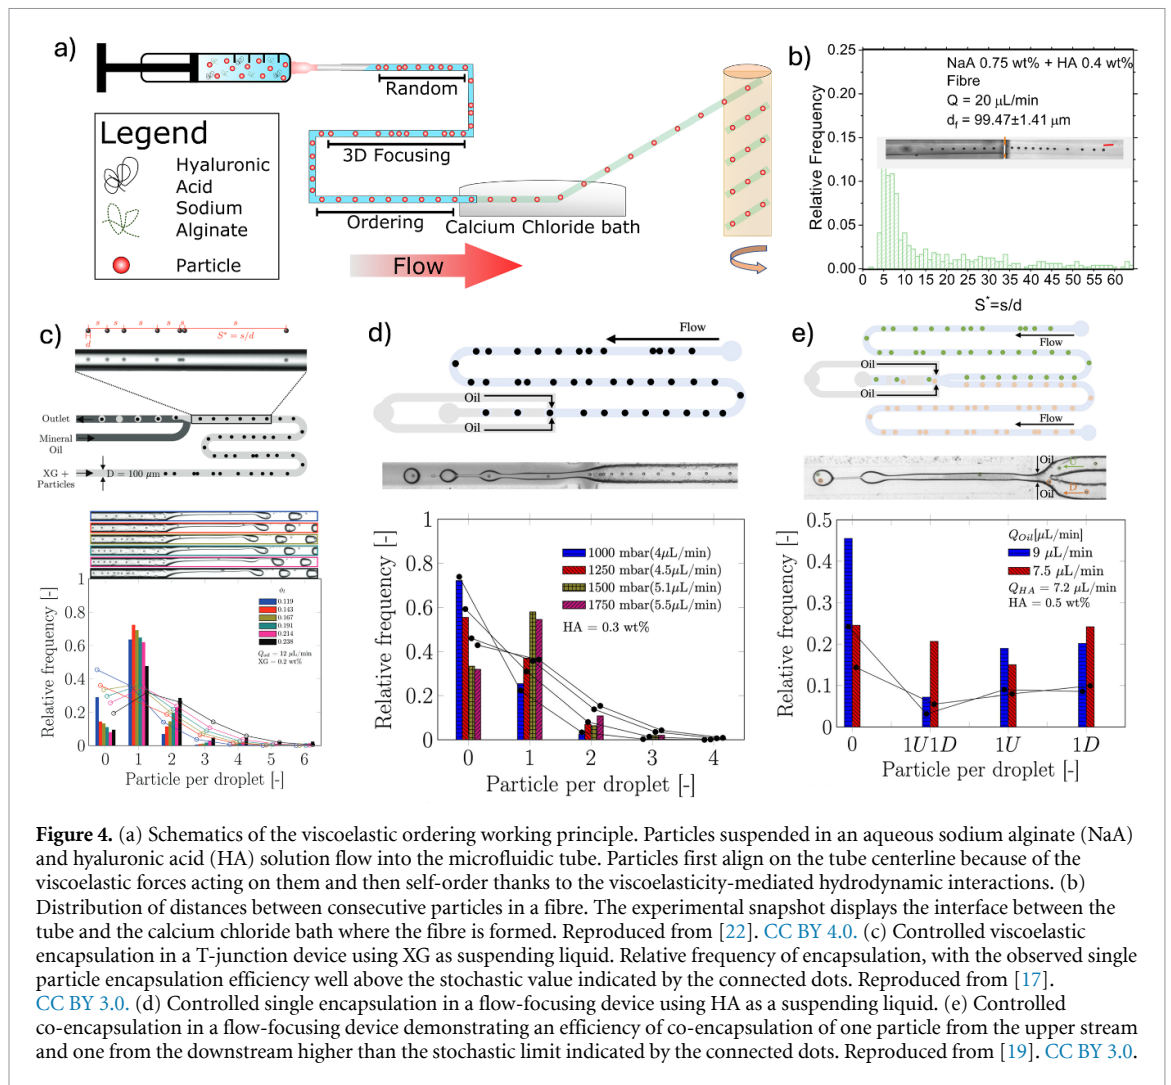 a)
Random
3D Focusing
Ordering
Calcium Chloride bath
Flow
Legend
Hyaluronic
Acid
Sodium
Alginate
Particle
b)
NaA 0.75 wt% + HA 0.4 wt%
Fibre
Q = 20 μL/min
df = 99.47±1.41 μm
Relative Frequency
0.25
0.20
0.15
0.10
0.05
0.00
0 5 10 15 20 25 30 35 40 45 50 55 60
S*=s/d
c)
s s s s s s
S* = s/d
d
Outlet
Mineral
Oil
XG +
Particles
D = 100 μm
Relative frequency [-]
1
0.8
0.6
0.4
0.2
0
0.119
0.143
0.167
0.191
0.214
0.238
Qoil = 12 μL/min
XG = 0.2 wt%
0 1 2 3 4 5 6
Particle per droplet [-]
d)
Flow
Oil
Oil
Relative frequency [-]
1
0.8
0.6
0.4
0.2
0
1000 mbar(4μL/min)
1250 mbar(4.5μL/min)
1500 mbar(5.1μL/min)
1750 mbar(5.5μL/min)
HA = 0.3 wt%
0 1 2 3 4
Particle per droplet [-]
e)
Flow
Oil
Oil
Flow
Oil
U
D
Oil
Relative frequency [-]
0.5
0.4
0.3
0.2
0.1
0
QOil[μL/min]
9 μL/min
7.5 μL/min
QHA = 7.2 μL/min
HA = 0.5 wt%
0 1U1D 1U 1D
Particle per droplet [-]
Figure 4. (a) Schematics of the viscoelastic ordering working principle. Particles suspended in an aqueous sodium alginate (NaA)
and hyaluronic acid (HA) solution flow into the microfluidic tube. Particles first align on the tube centerline because of the
viscoelastic forces acting on them and then self-order thanks to the viscoelasticity-mediated hydrodynamic interactions. (b)
Distribution of distances between consecutive particles in a fibre. The experimental snapshot displays the interface between the
tube and the calcium chloride bath where the fibre is formed. Reproduced from [22]. CC BY 4.0. (c) Controlled viscoelastic
encapsulation in a T-junction device using XG as suspending liquid. Relative frequency of encapsulation, with the observed single
particle encapsulation efficiency well above the stochastic value indicated by the connected dots. Reproduced from [17].
CC BY 3.0. (d) Controlled single encapsulation in a flow-focusing device using HA as a suspending liquid. (e) Controlled
co-encapsulation in a flow-focusing device demonstrating an efficiency of co-encapsulation of one particle from the upper stream
and one from the downstream higher than the stochastic limit indicated by the connected dots. Reproduced from [19]. CC BY 3.0.